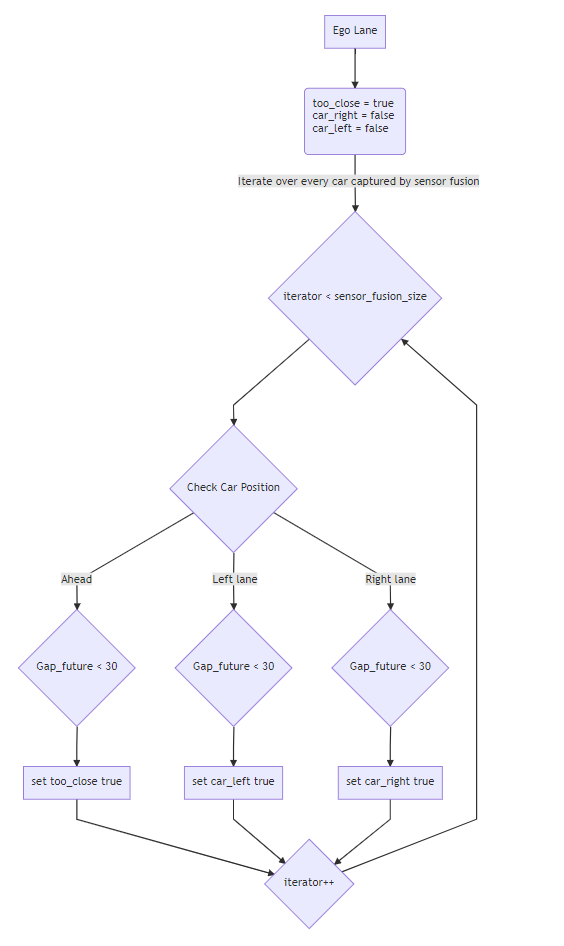 Ego Lane
too_close = true
car_right = false
car_left = false
Iterate over every car captured by sensor fusion
iterator < sensor_fusion_size
Check Car Position
Ahead
Left lane
Right lane
Gap_future < 30
Gap_future < 30
Gap_future < 30
set too_close true
set car_left true
set car_right true
iterator++